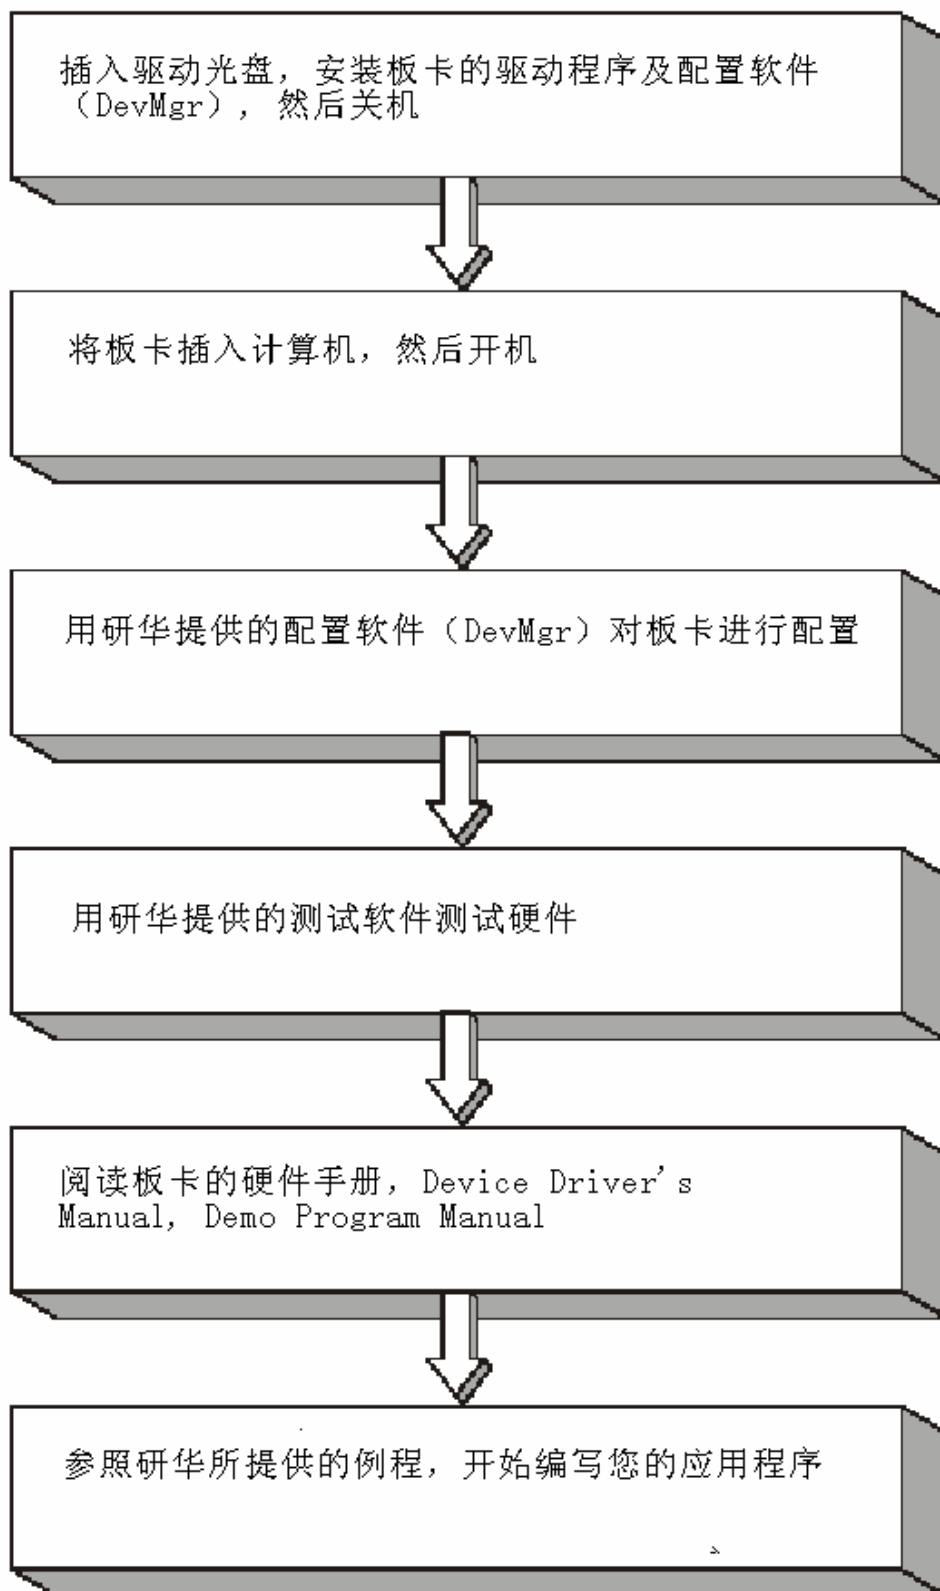 插入驱动光盘，安装板卡的驱动程序及配置软件
（DevMgr），然后关机
将板卡插入计算机，然后开机
用研华提供的配置软件（DevMgr）对板卡进行配置
用研华提供的测试软件测试硬件
阅读板卡的硬件手册，Device Driver's
Manual, Demo Program Manual
参照研华所提供的例程，开始编写您的应用程序